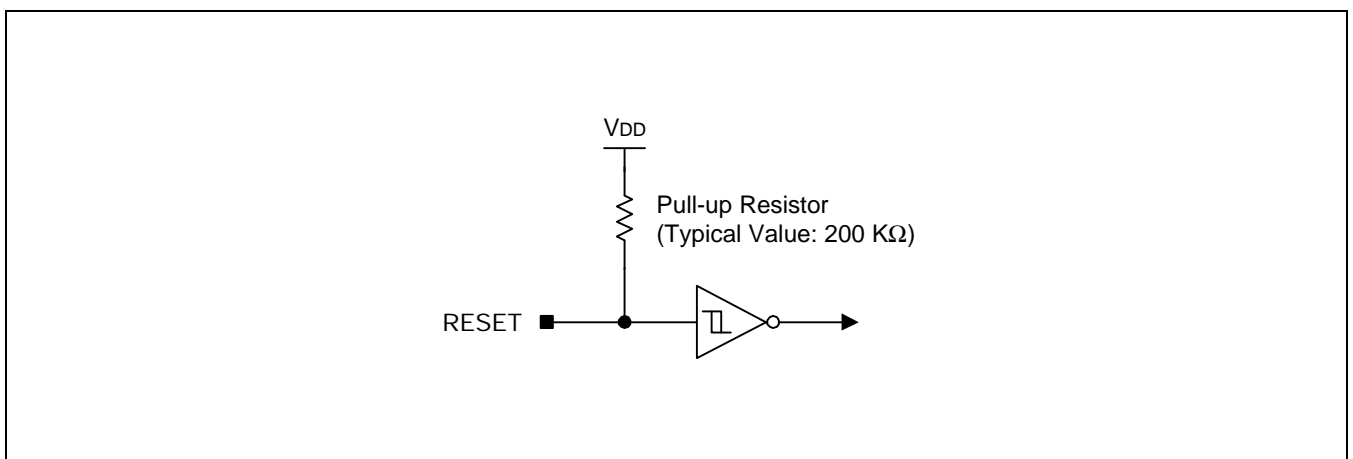 VDD
Pull-up Resistor
(Typical Value: 200 KΩ)
RESET